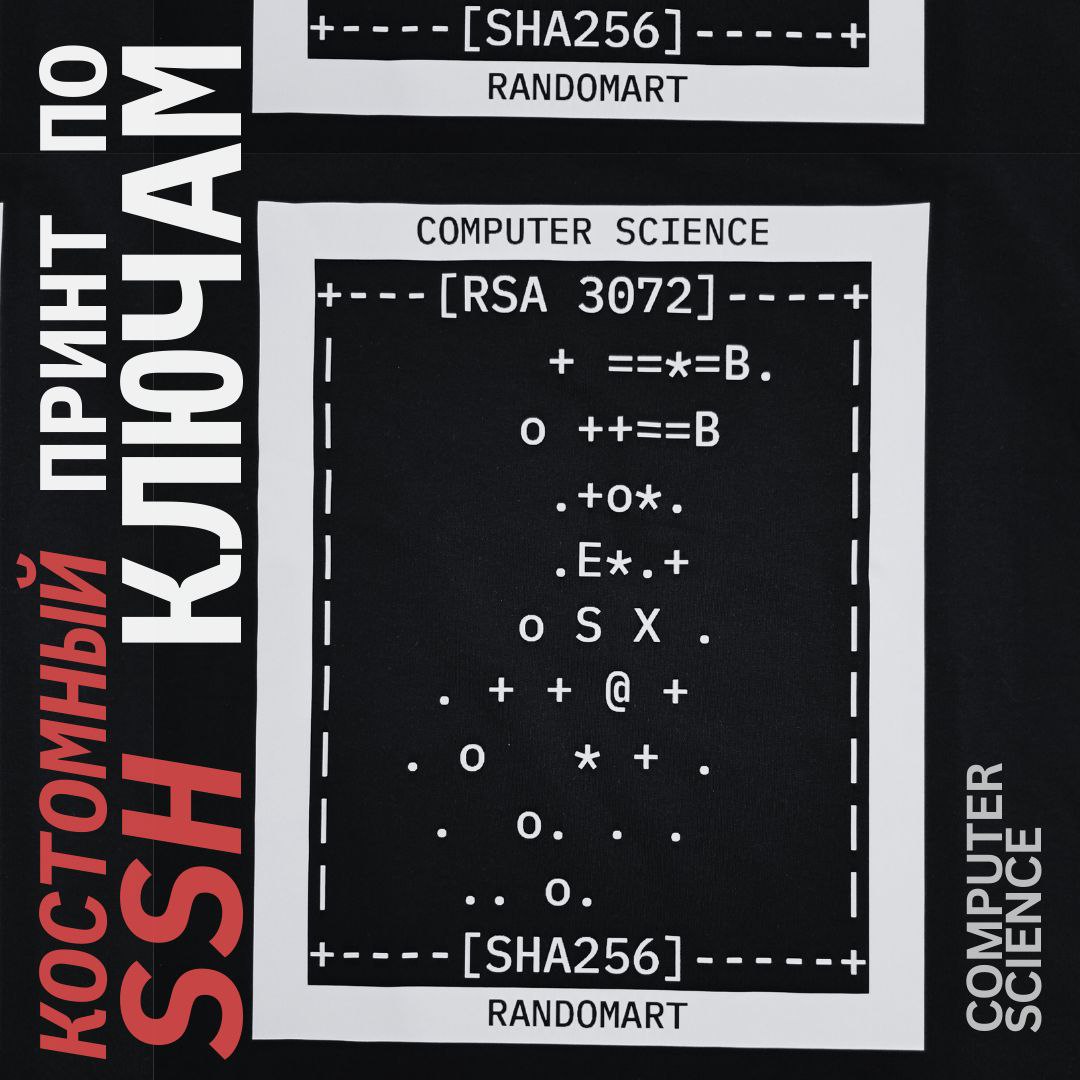 КОСТОМНЫЙ ПРИНТ ПО
SSH КЛЮЧАМ
+----[SHA256]-----+
RANDOMART
COMPUTER SCIENCE
+---[RSA 3072]----+
|       + ==*=B.  |
|      o ++==B    |
|       .+o*.     |
|       .E*.+     |
|      o S X .    |
|   . + + @ +     |
|  . o   * + .    |
|   .  o. . .     |
|    .. o.        |
+----[SHA256]-----+
RANDOMART
COMPUTER
SCIENCE